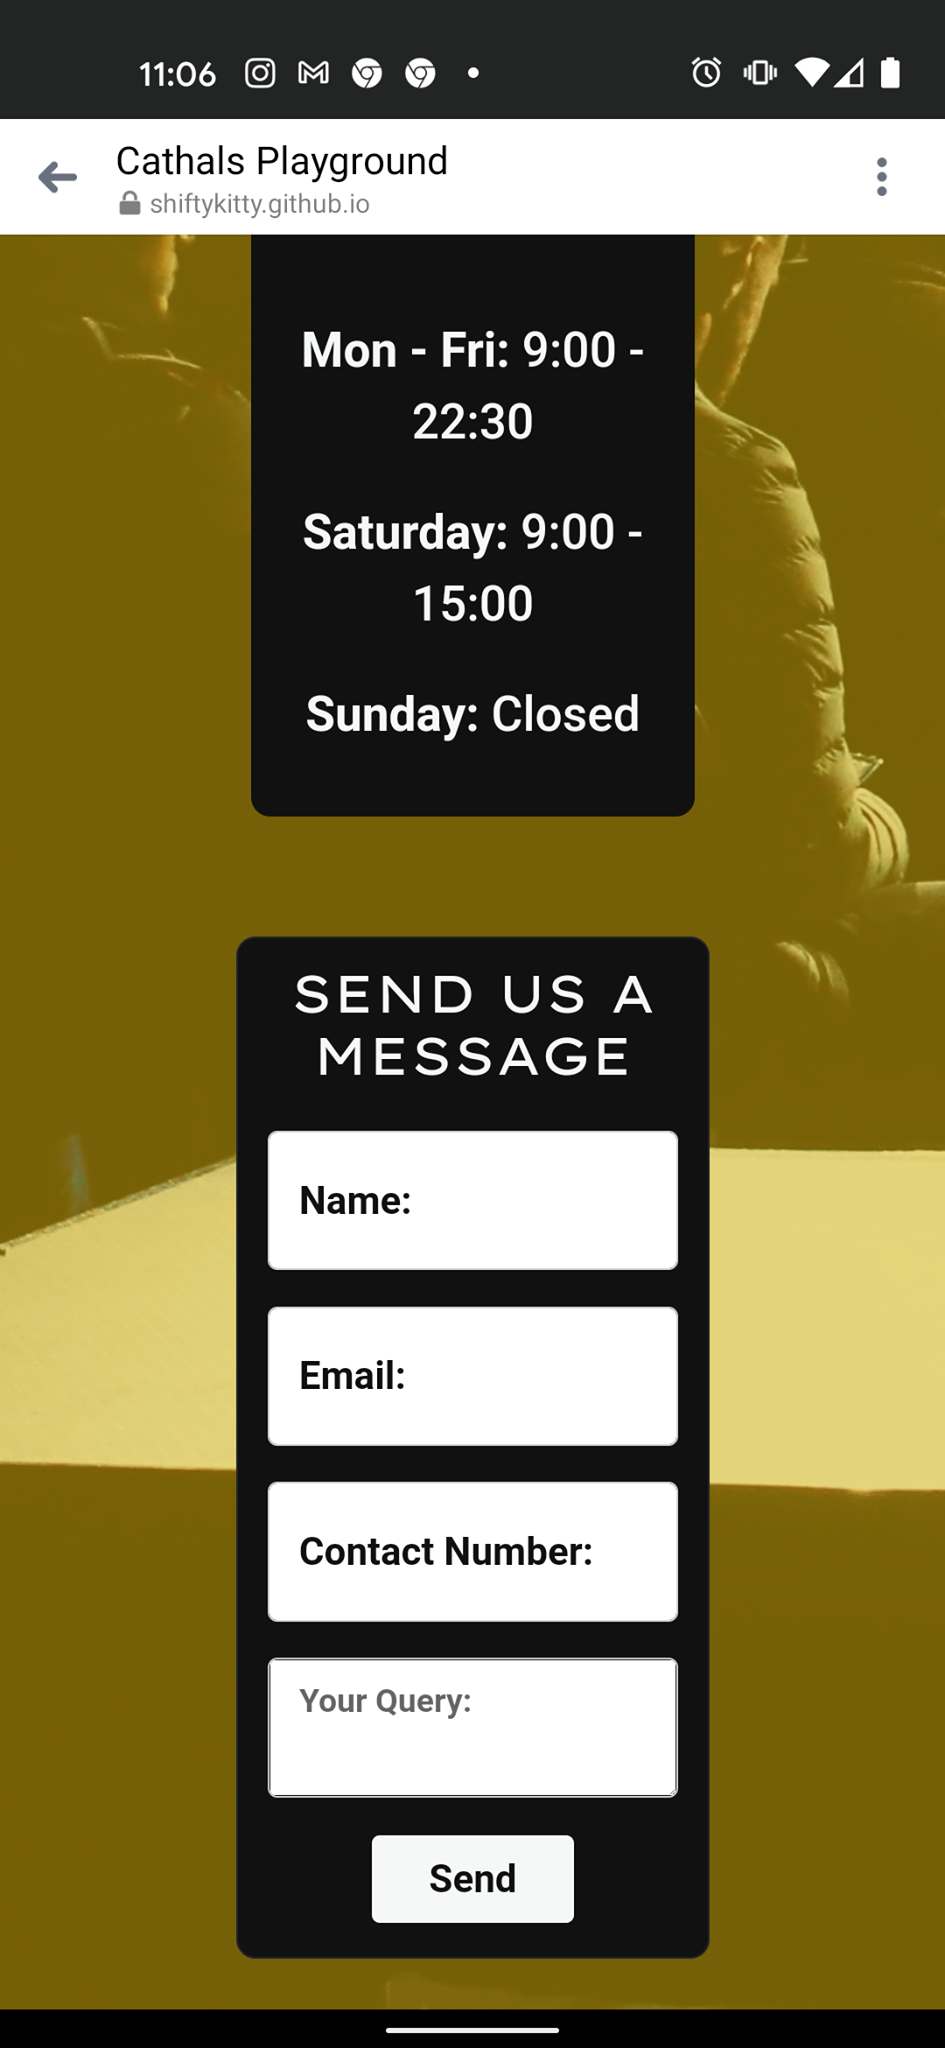 11:06
Cathals Playground
shiftykitty.github.io
Mon - Fri: 9:00 -
22:30
Saturday: 9:00 -
15:00
Sunday: Closed
SEND US A
MESSAGE
Name:
Email:
Contact Number:
Your Query:
Send